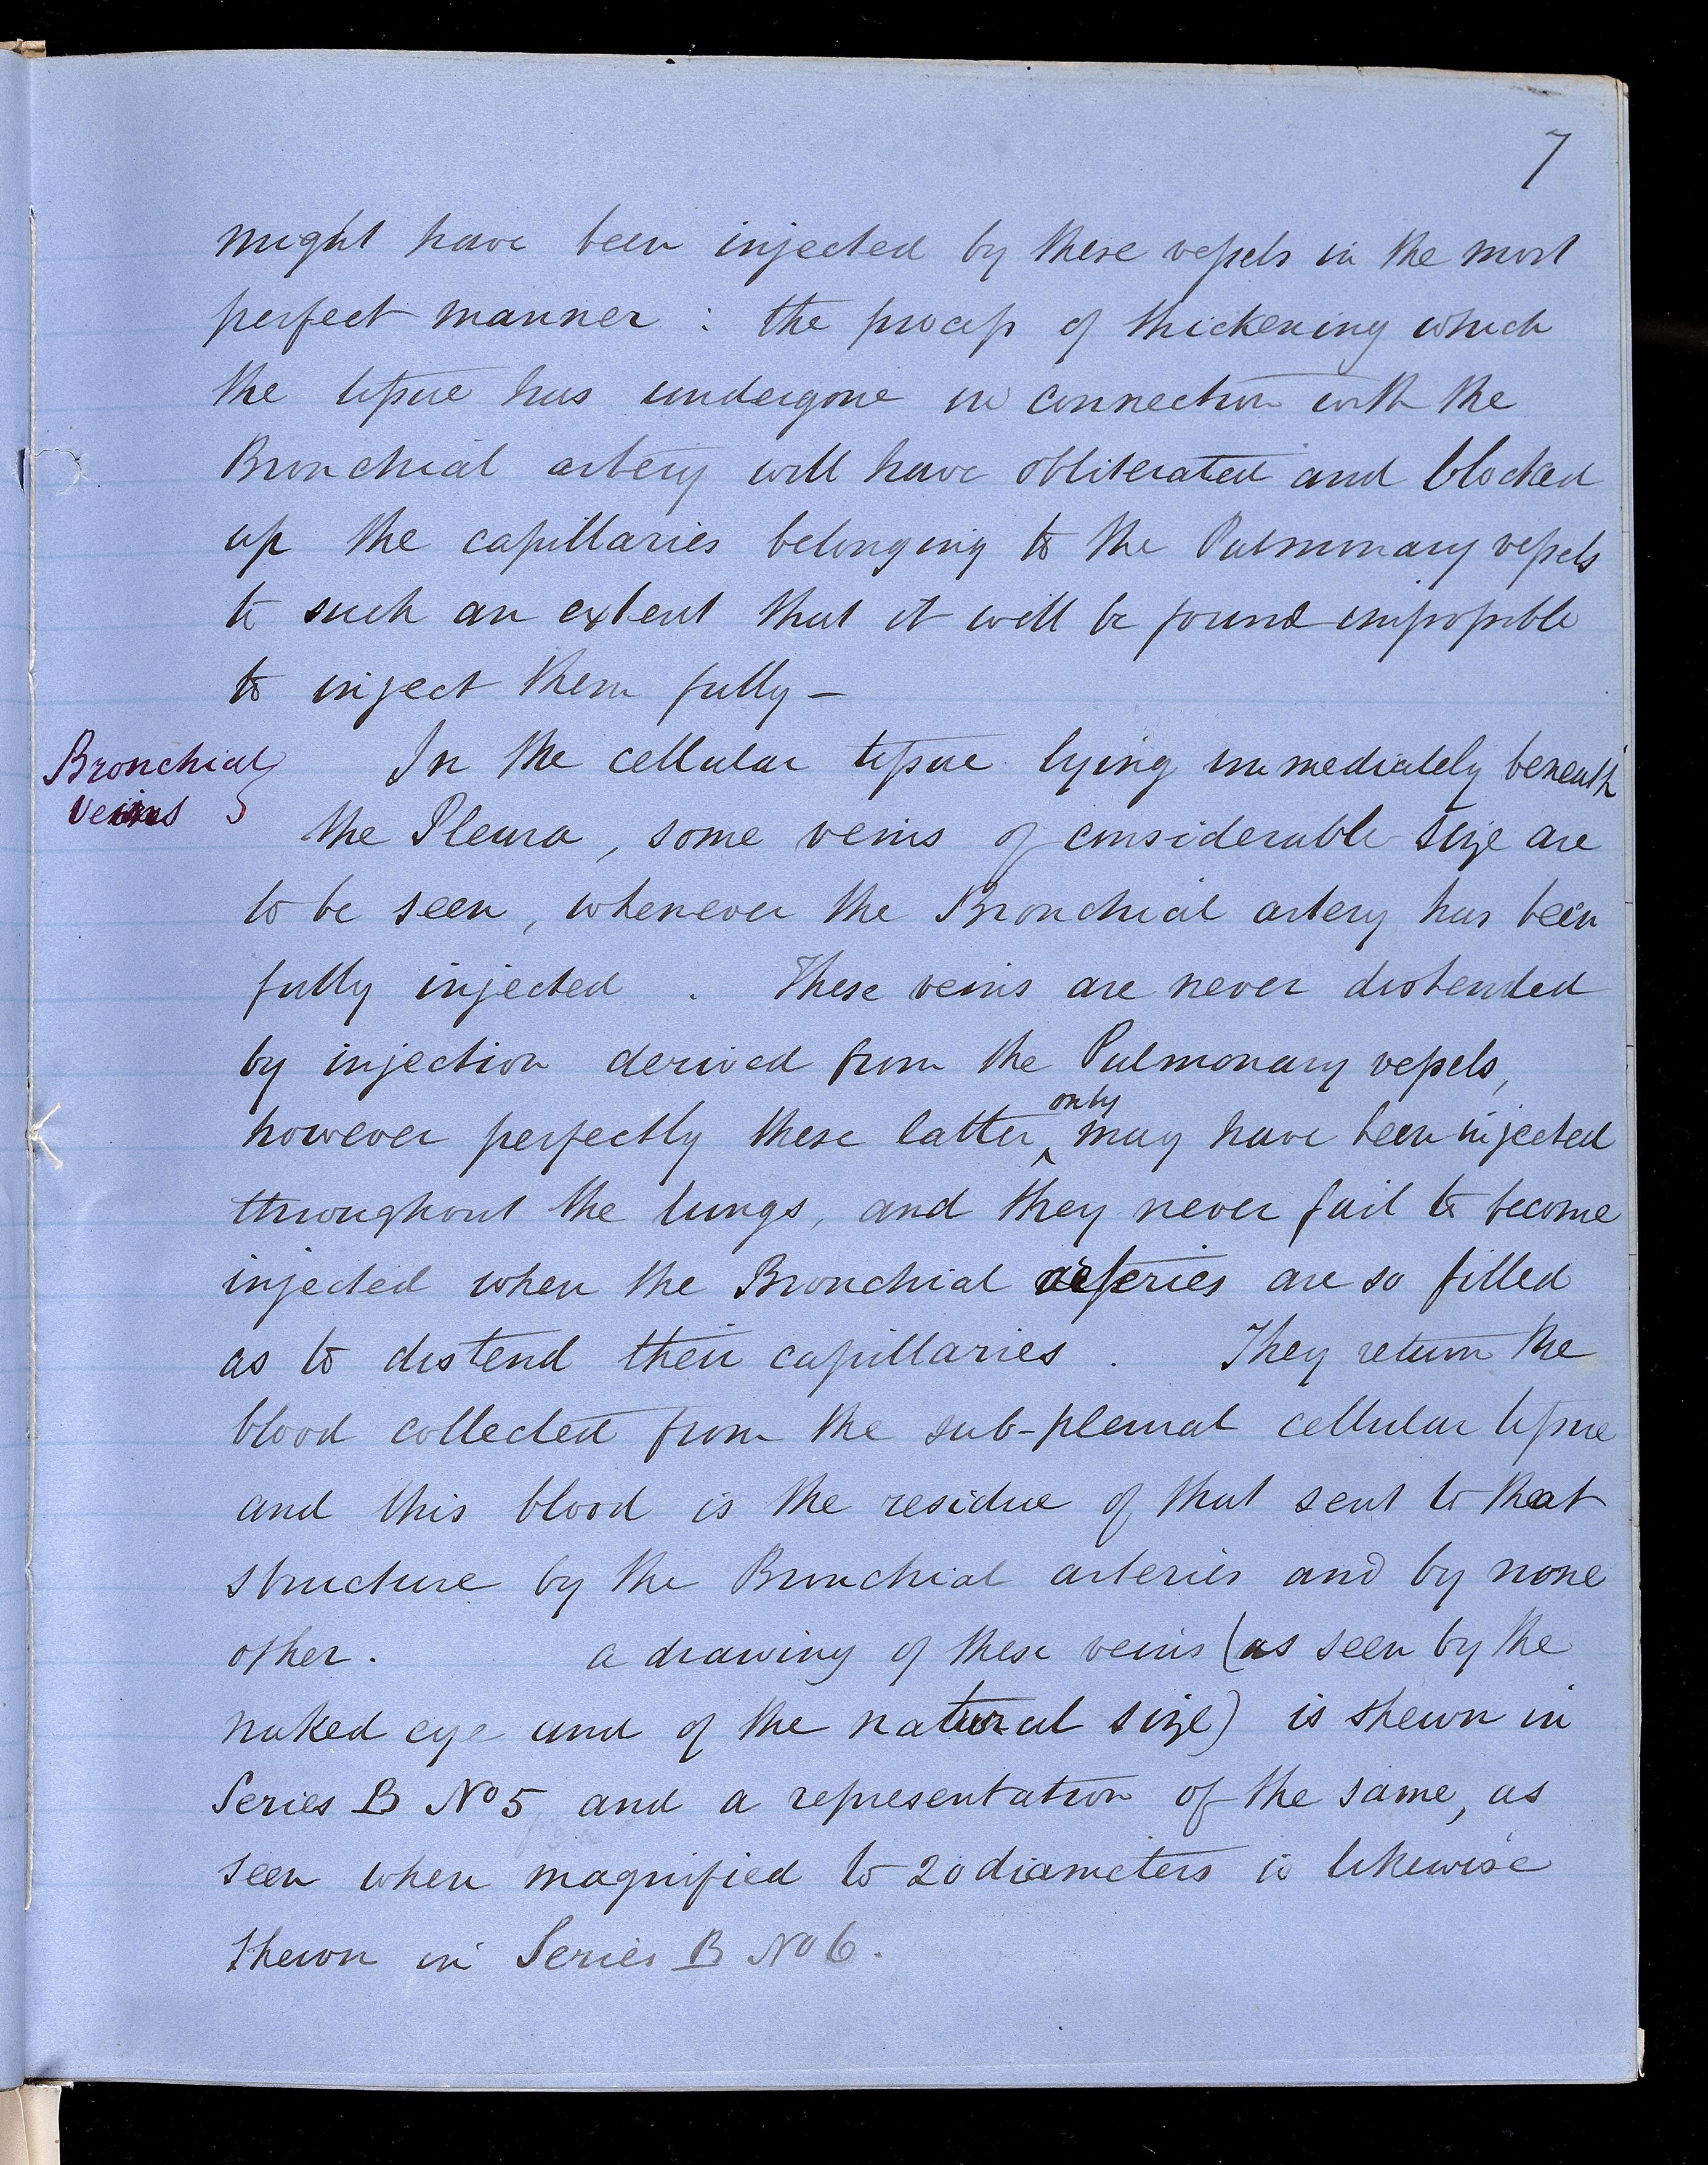 7
might have been injected by these vessels in the most
perfect manner : the process of thickening which
the tissue has undergone in connection with the
Bronchial artery will have obliterated and blocked
up the capillaries belonging to the Pulmonary vessels
to such an extent that it will be found impossible
to inject them fully —
Bronchial
veins
In the cellular tissue lying immediately beneath
the Pleura, some veins of considerable size are
to be seen, whenever the Bronchial artery has been
fully injected . These veins are never distended
by injection derived from the Pulmonary vessels,
only
however perfectly these latter ^ may have been injected
throughout the lungs, and they never fail to become
injected when the Bronchial arteries are so filled
as to distend their capillaries . They return the
blood collected from the sub-pleural cellular tissue
and this blood is the residue of that sent to that
structure by the Bronchial arteries and by none
other. a drawing of these veins (as seen by the
naked eye and of the natural size) is shewn in
Series B No 5 and a representation of the same, as
seen when magnified to 20 diameters is likewise
shewn in Series B No 6.